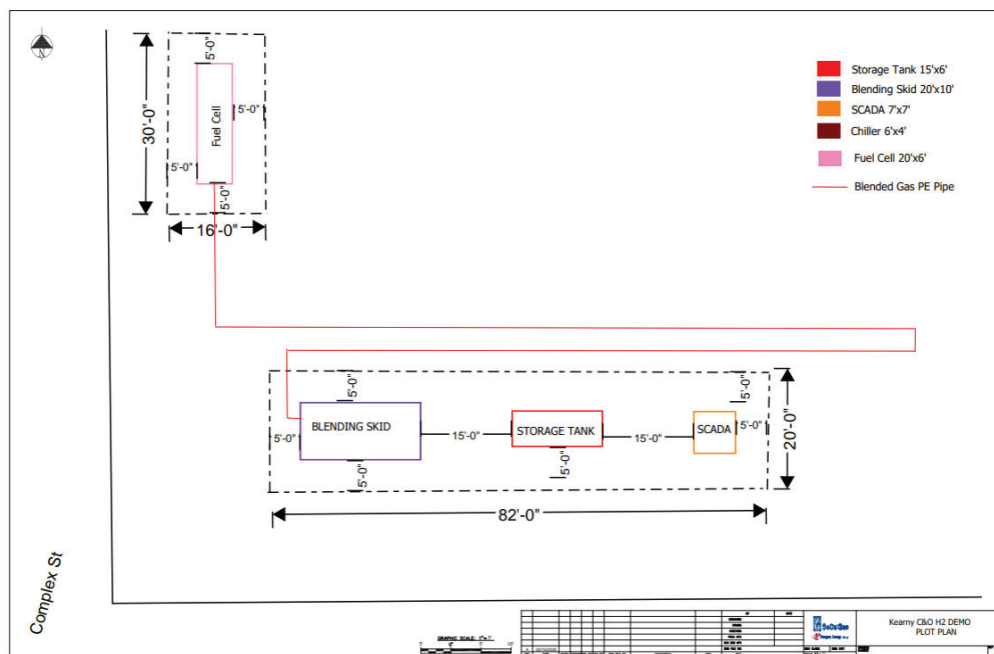 N
5'-0"
30'-0"
Fuel Cell
5'-0"
5'-0"
5'-0"
16'-0"
Storage Tank 15'x6'
Blending Skid 20'x10'
SCADA 7'x7'
Chiller 6'x4'
Fuel Cell 20'x6'
Blended Gas PE Pipe
5'-0"
5'-0"
BLENDING SKID
STORAGE TANK
SCADA
5'-0"
15'-0"
15'-0"
5'-0"
20'-0"
5'-0"
5'-0"
82'-0"
Complex St
SoCalGas
Kearny C&O H2 DEMO
PLOT PLAN